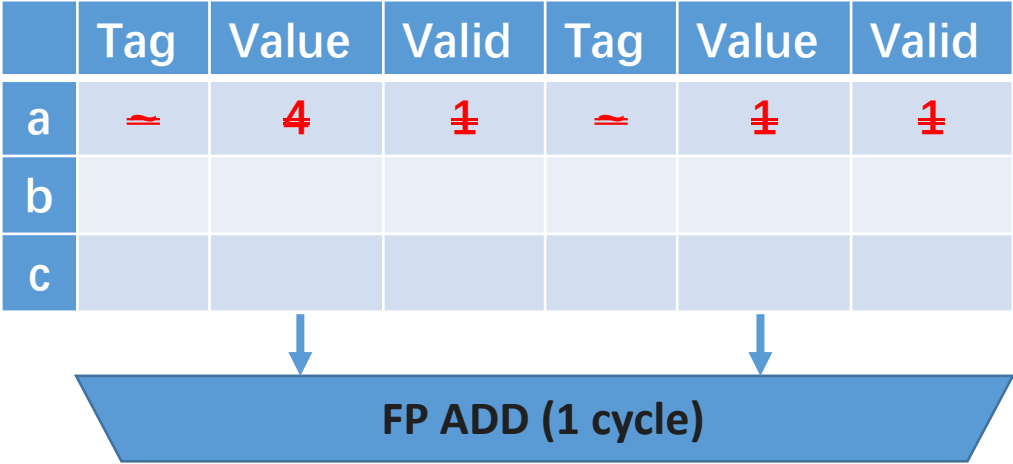 Tag Value Valid Tag Value Valid
a ~ 4 1 ~ 1 1
b
c
FP ADD (1 cycle)